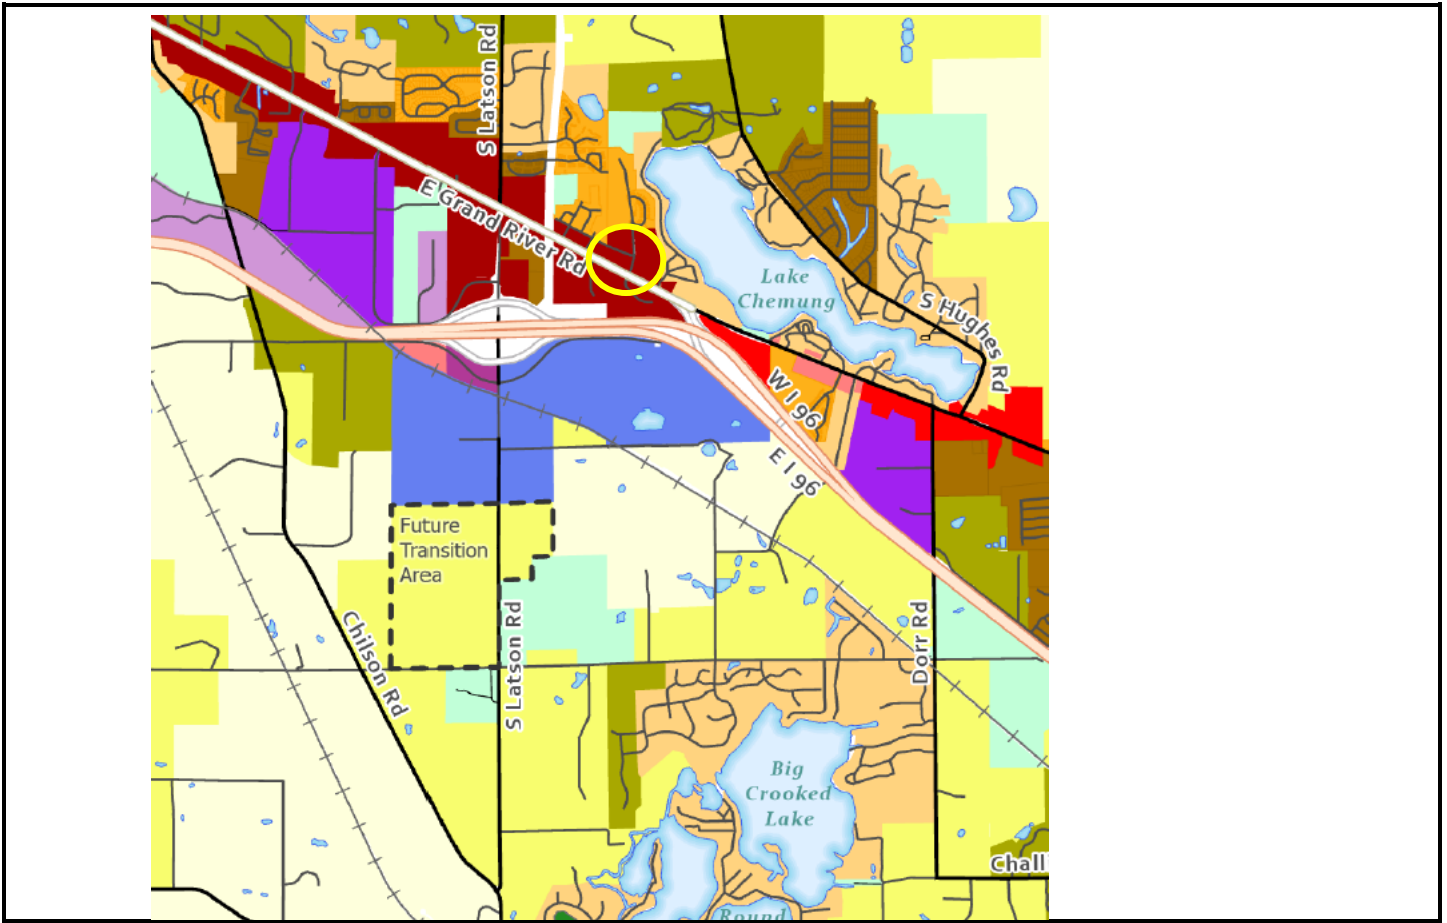 S Latson Rd
E Grand River Rd
Lake
Chemung
S Hughes
Rd
W I 96
E I 96
Future
Transition
Area
Chilson Rd
S Latson Rd
Dorr Rd
Big
Crooked
Lake
Chall
Round